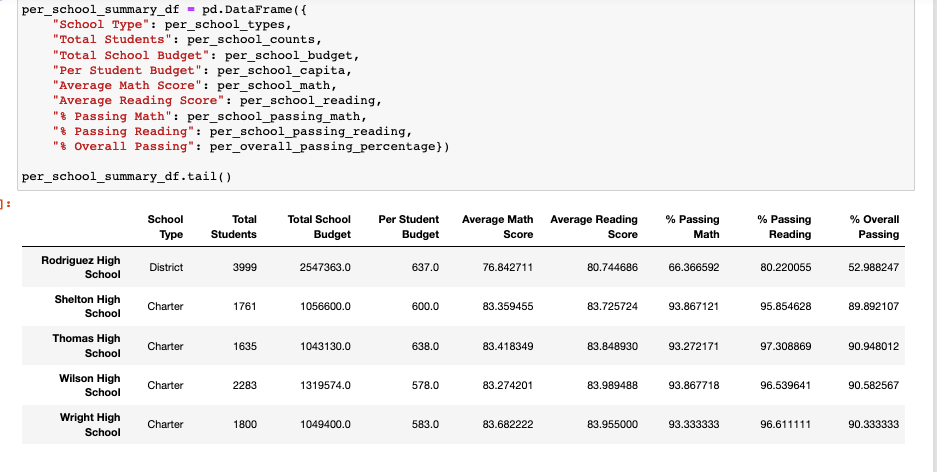 per_school_summary_df = pd.DataFrame({
"School Type": per_school_types,
"Total Students": per_school_counts,
"Total School Budget": per_school_budget,
"Per Student Budget": per_school_capita,
"Average Math Score": per_school_math,
"Average Reading Score": per_school_reading,
"% Passing Math": per_school_passing_math,
"% Passing Reading": per_school_passing_reading,
"% Overall Passing": per_overall_passing_percentage})
per_school_summary_df.tail()
]:
School Total Total School Per Student Average Math Average Reading % Passing % Passing % Overall
Type Students Budget Budget Score Score Math Reading Passing
Rodriguez High
School District 3999 2547363.0 637.0 76.842711 80.744686 66.366592 80.220055 52.988247
Shelton High
School Charter 1761 1056600.0 600.0 83.359455 83.725724 93.867121 95.854628 89.892107
Thomas High
School Charter 1635 1043130.0 638.0 83.418349 83.848930 93.272171 97.308869 90.948012
Wilson High
School Charter 2283 1319574.0 578.0 83.274201 83.989488 93.867718 96.539641 90.582567
Wright High
School Charter 1800 1049400.0 583.0 83.682222 83.955000 93.333333 96.611111 90.333333